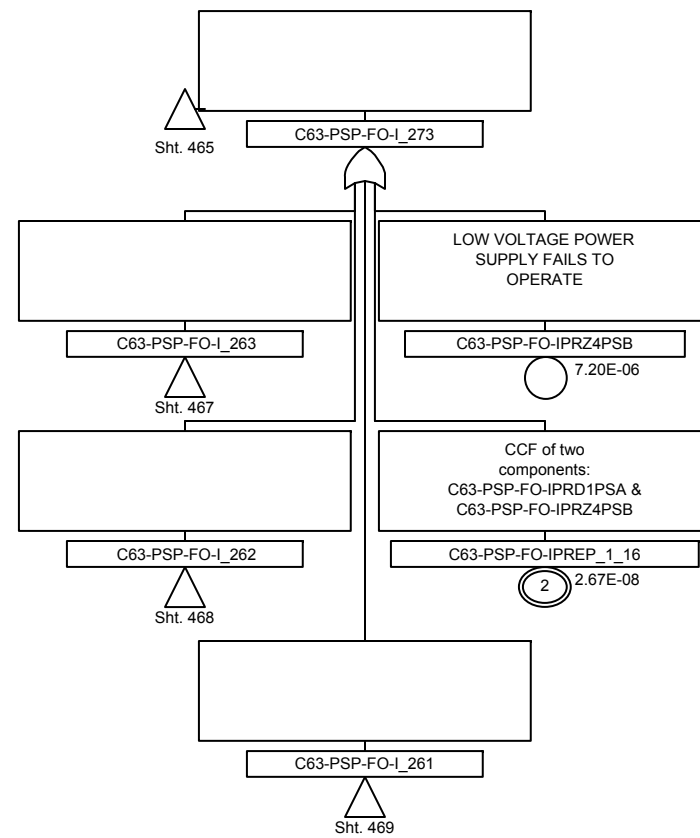 C63-PSP-FO-I_273
Sht. 465
LOW VOLTAGE POWER
SUPPLY FAILS TO
OPERATE
C63-PSP-FO-I_263
C63-PSP-FO-IPRZ4PSB
7.20E-06
Sht. 467
CCF of two
components:
C63-PSP-FO-IPRD1PSA &
C63-PSP-FO-IPRZ4PSB
C63-PSP-FO-I_262
C63-PSP-FO-IPREP_1_16
2
2.67E-08
Sht. 468
C63-PSP-FO-I_261
Sht. 469